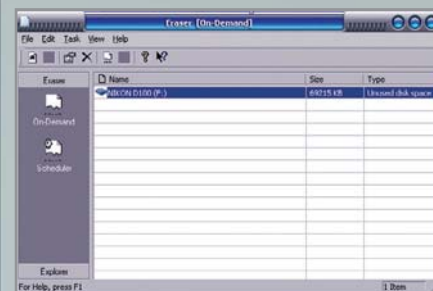 Eraser [On-Demand]
File Edit Task View Help
Eraser
Name Size Type
NIKON D100 (F:) 69215 KB Unused disk space
On-Demand
Scheduler
Explorer
For Help, press F1 1 Item